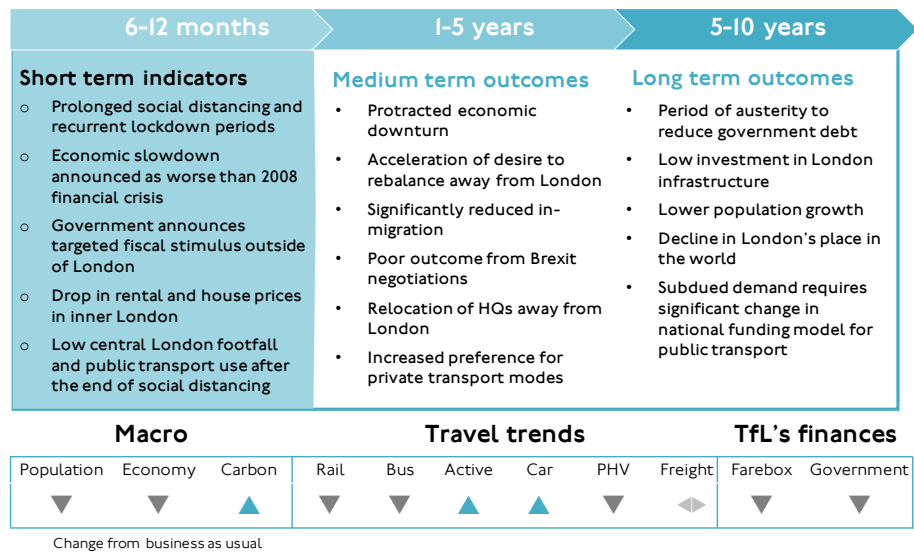 6-12 months
1-5 years
5-10 years
Short term indicators
Prolonged social distancing and
recurrent lockdown periods
Economic slowdown
announced as worse than 2008
financial crisis
Government announces
targeted fiscal stimulus outside
of London
Drop in rental and house prices
in inner London
Low central London footfall
and public transport use after
the end of social distancing
Medium term outcomes
Protracted economic
downturn
Acceleration of desire to
rebalance away from London
Significantly reduced in-
migration
Poor outcome from Brexit
negotiations
Relocation of HQs away from
London
Increased preference for
private transport modes
Long term outcomes
Period of austerity to
reduce government debt
Low investment in London
infrastructure
Lower population growth
Decline in London's place in
the world
Subdued demand requires
significant change in
national funding model for
public transport
Macro
Travel trends
TfL's finances
Population Economy Carbon Rail Bus Active Car PHV Freight Farebox Government
Change from business as usual